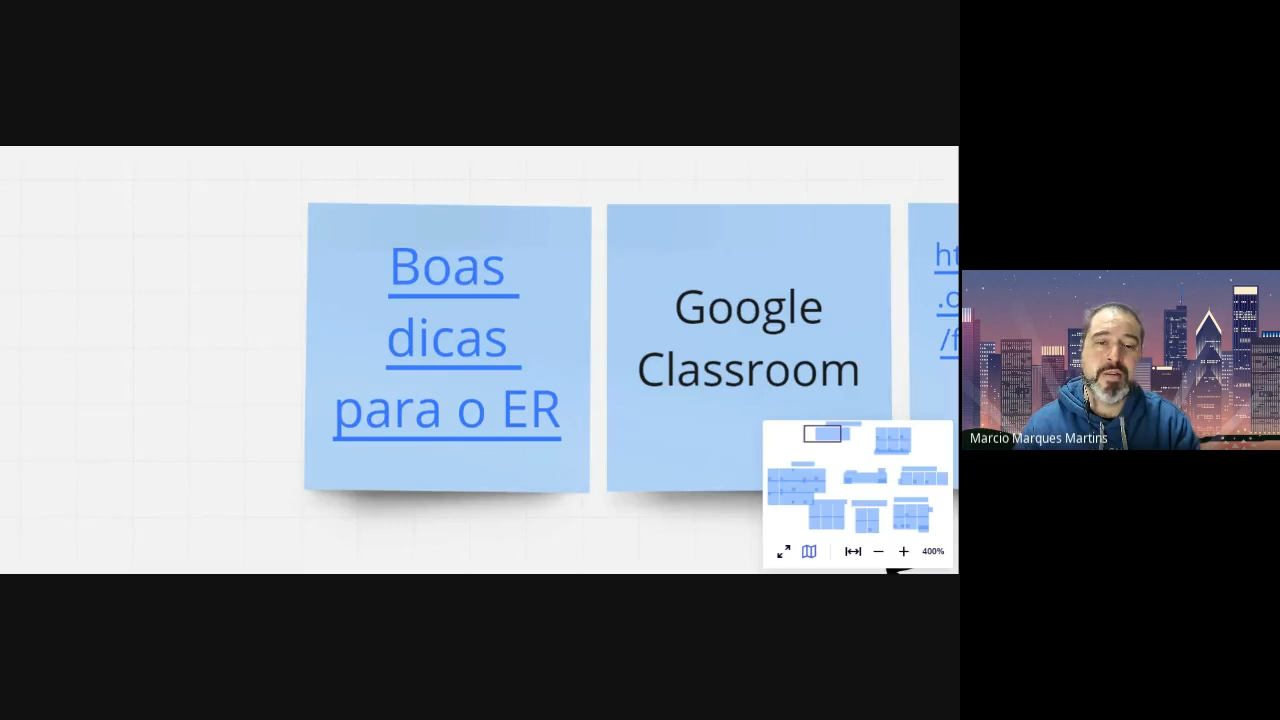 Boas
dicas
para o ER
Google
Classroom
400%
Marcio Marques Martins